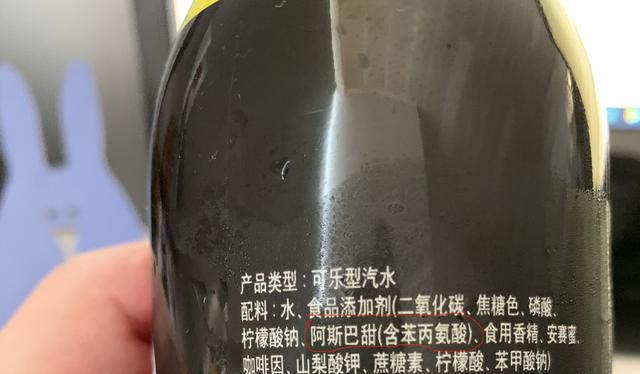 产品类型：可乐型汽水
配料：水、食品添加剂(二氧化碳、焦糖色、磷酸、
柠檬酸钠、阿斯巴甜(含苯丙氨酸)、食用香精、安赛蜜、
咖啡因、山梨酸钾、蔗糖素、柠檬酸、苯甲酸钠)